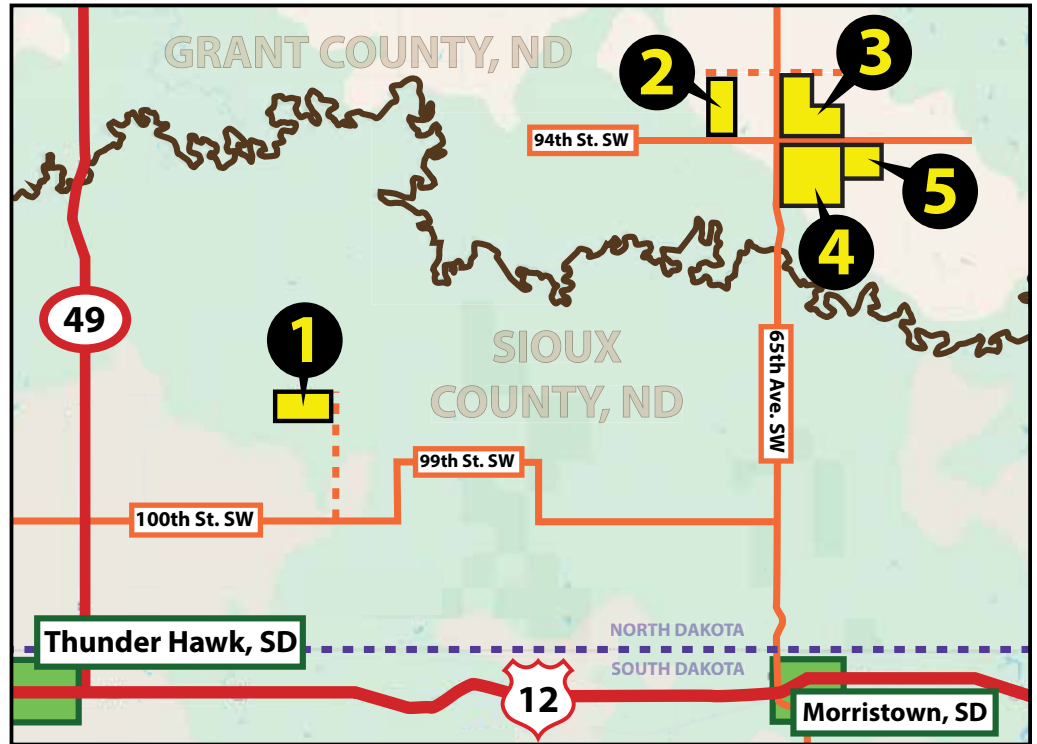 GRANT COUNTY, ND
2
3
94th St. SW
5
4
49
1
SIOUX
COUNTY, ND
65th Ave. SW
99th St. SW
100th St. SW
NORTH DAKOTA
Thunder Hawk, SD
SOUTH DAKOTA
12
Morristown, SD